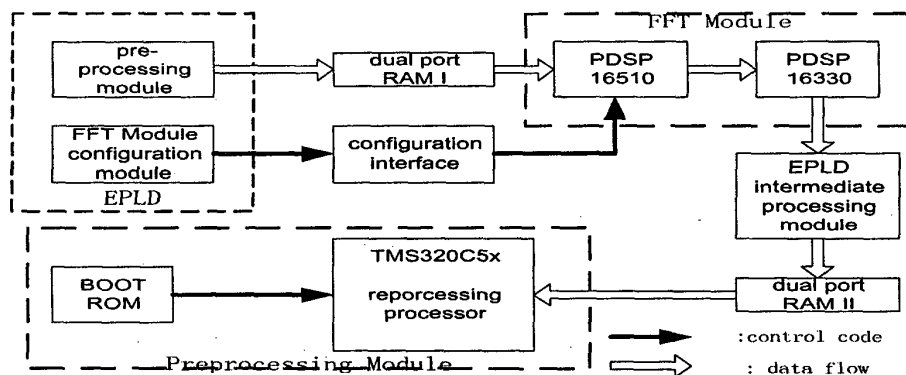 FFT Module
pre-
processing
module
dual port
RAM I
PDSP
16510
PDSP
16330
FFT Module
configuration
module
configuration
interface
EPLD
EPLD
intermediate
processing
module
TMS320C5x
reporcessing
processor
BOOT
ROM
dual port
RAM II
Preprocessing Module
:control code
: data flow